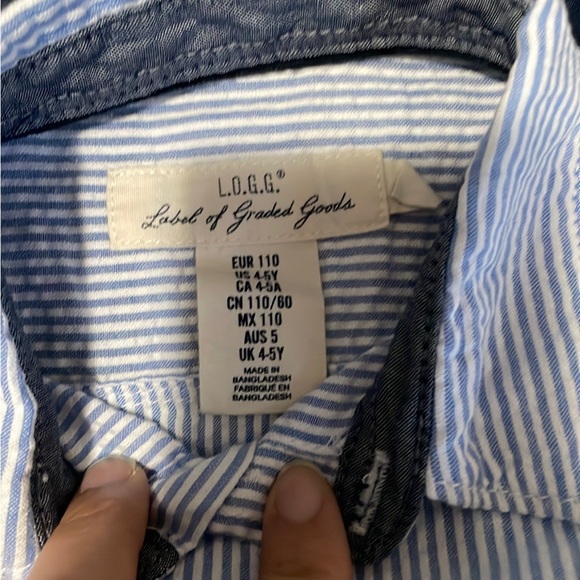 L.O.G.G.®
Label of Graded Goods
EUR 110
US 4-5Y
CA 4-5A
CN 110/60
MX 110
AUS 5
UK 4-5Y
MADE IN
BANGLADESH
FABRIQUÉ EN
BANGLADESH